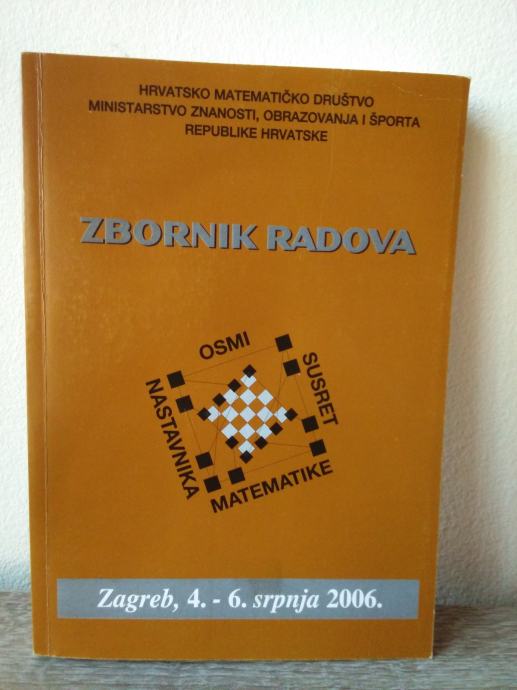 HRVATSKO MATEMATIČKO DRUŠTVO
MINISTARSTVO ZNANOSTI, OBRAZOVANJA I ŠPORTA
REPUBLIKE HRVATSKE
ZBORNIK RADOVA
OSMI
SUSRET
NASTAVNIKA
MATEMATIKE
Zagreb, 4. - 6. srpnja 2006.